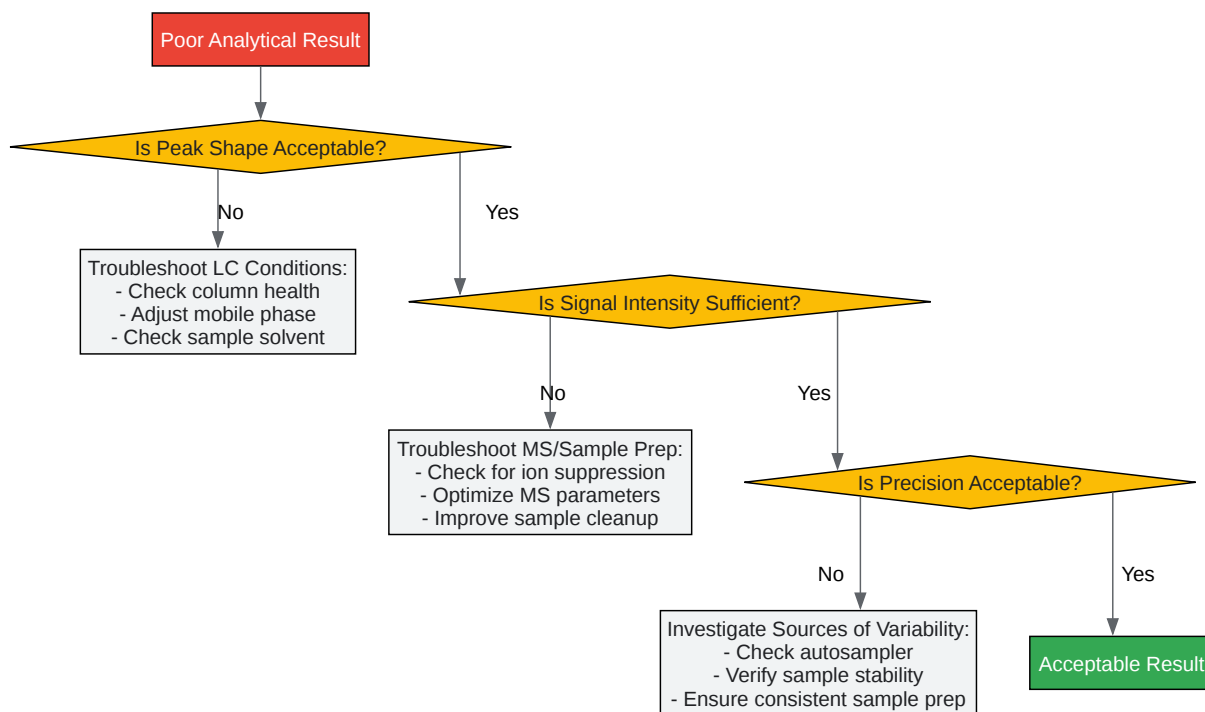 Poor Analytical Result
Is Peak Shape Acceptable?
No
Yes
Troubleshoot LC Conditions:
- Check column health
- Adjust mobile phase
- Check sample solvent
Is Signal Intensity Sufficient?
No
Yes
Troubleshoot MS/Sample Prep:
- Check for ion suppression
- Optimize MS parameters
- Improve sample cleanup
Is Precision Acceptable?
No
Yes
Investigate Sources of Variability:
- Check autosampler
- Verify sample stability
- Ensure consistent sample prep
Acceptable Result